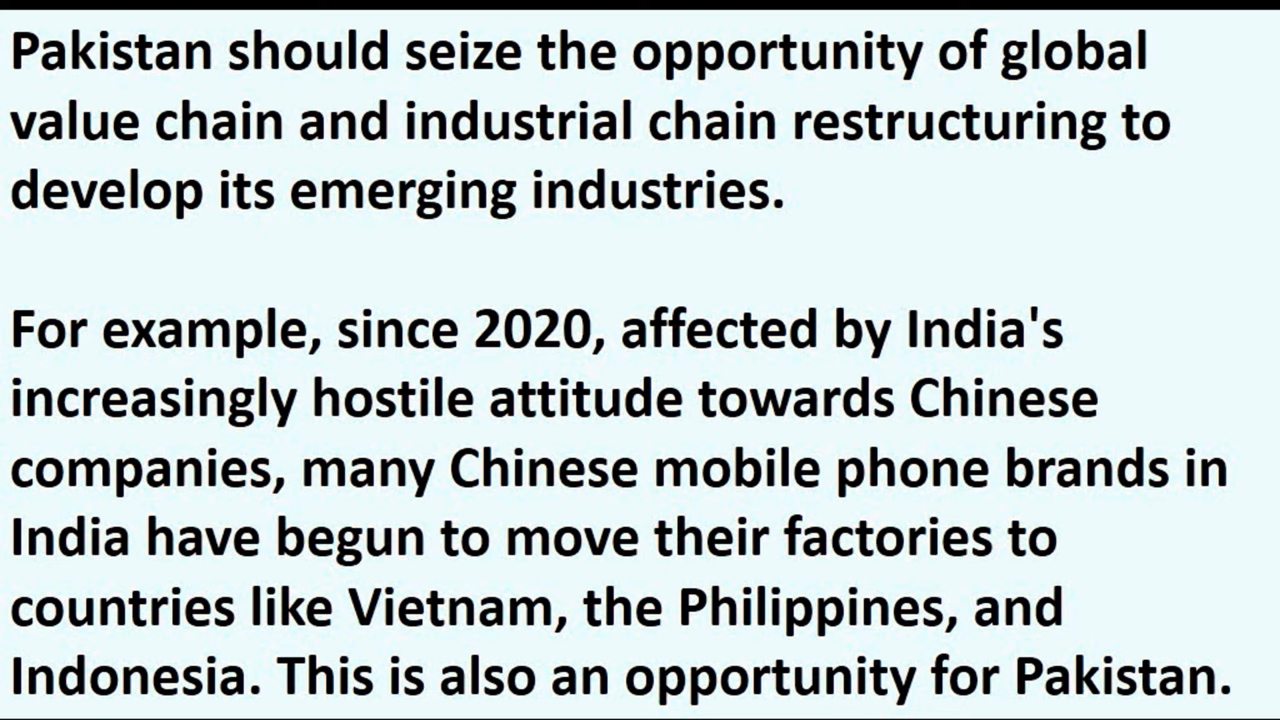 Pakistan should seize the opportunity of global
value chain and industrial chain restructuring to
develop its emerging industries.
For example, since 2020, affected by India's
increasingly hostile attitude towards Chinese
companies, many Chinese mobile phone brands in
India have begun to move their factories to
countries like Vietnam, the Philippines, and
Indonesia. This is also an opportunity for Pakistan.